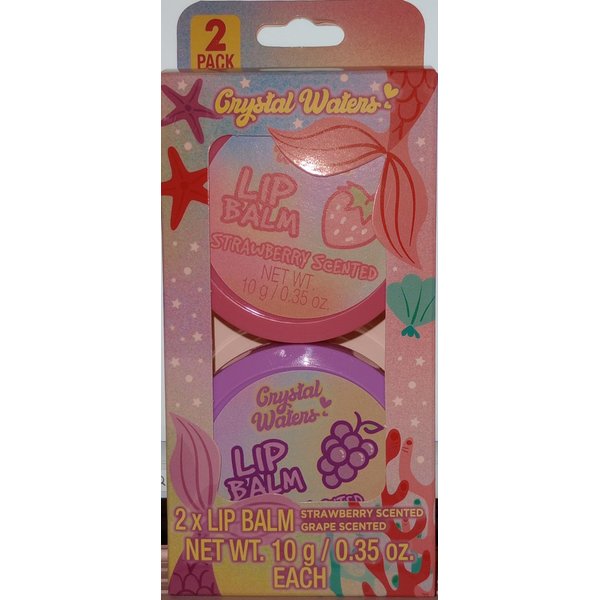 2
PACK
Crystal Waters
LIP
BALM
STRAWBERRY SCENTED
NET WT.
10 g / 0.35 oz.
Crystal
Waters
LIP
BALM
2 x LIP BALM STRAWBERRY SCENTED
GRAPE SCENTED
NET WT. 10 g / 0.35 oz.
EACH